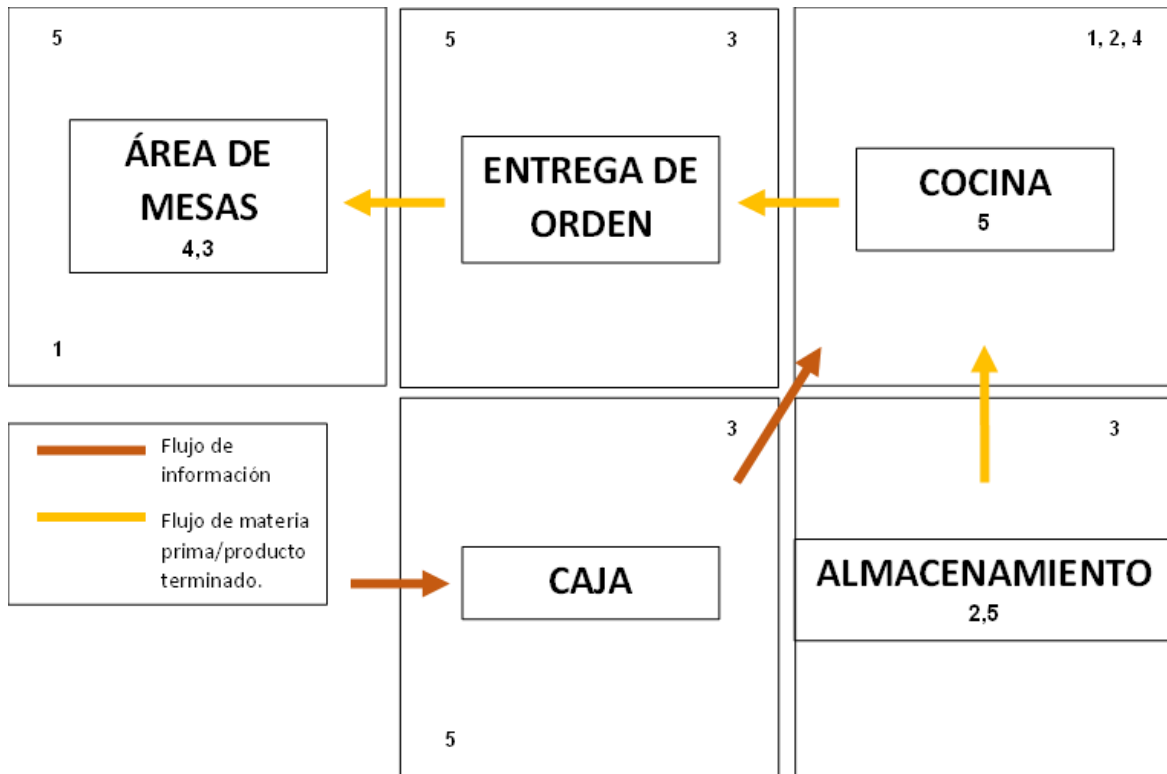 5
5
3
1, 2, 4
ÁREA DE
MESAS
4,3
ENTREGA DE
ORDEN
COCINA
5
1
Flujo de
información
Flujo de materia
prima/producto
terminado.
3
CAJA
5
3
ALMACENAMIENTO
2,5